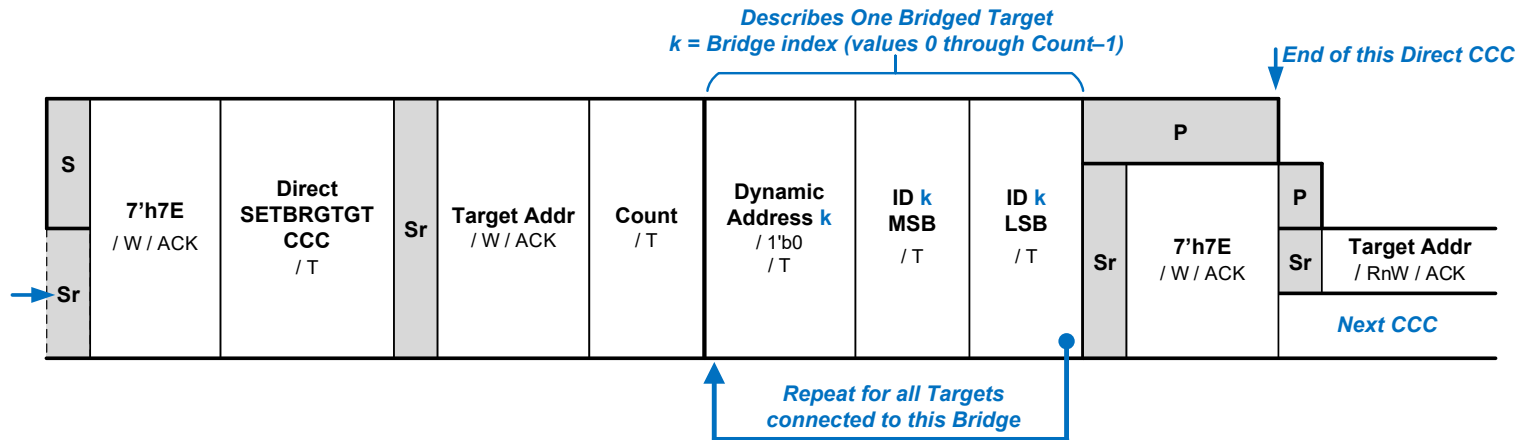 Describes One Bridged Target
k = Bridge index (values 0 through Count–1)
End of this Direct CCC
S
Sr
7’h7E
/ W / ACK
Direct
SETBRGTGT
CCC
/ T
Sr
Target Addr
/ W / ACK
Count
/ T
Dynamic
Address k
/ 1'b0
/ T
ID k
MSB
/ T
ID k
LSB
/ T
P
Sr
7’h7E
/ W / ACK
P
Sr
Target Addr
/ RnW / ACK
Next CCC
Repeat for all Targets
connected to this Bridge